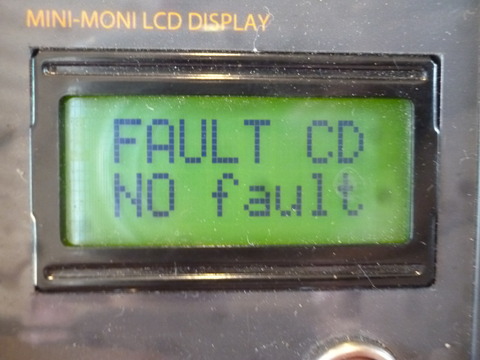 MINI-MONI LCD DISPLAY
FAULT CD
NO fault